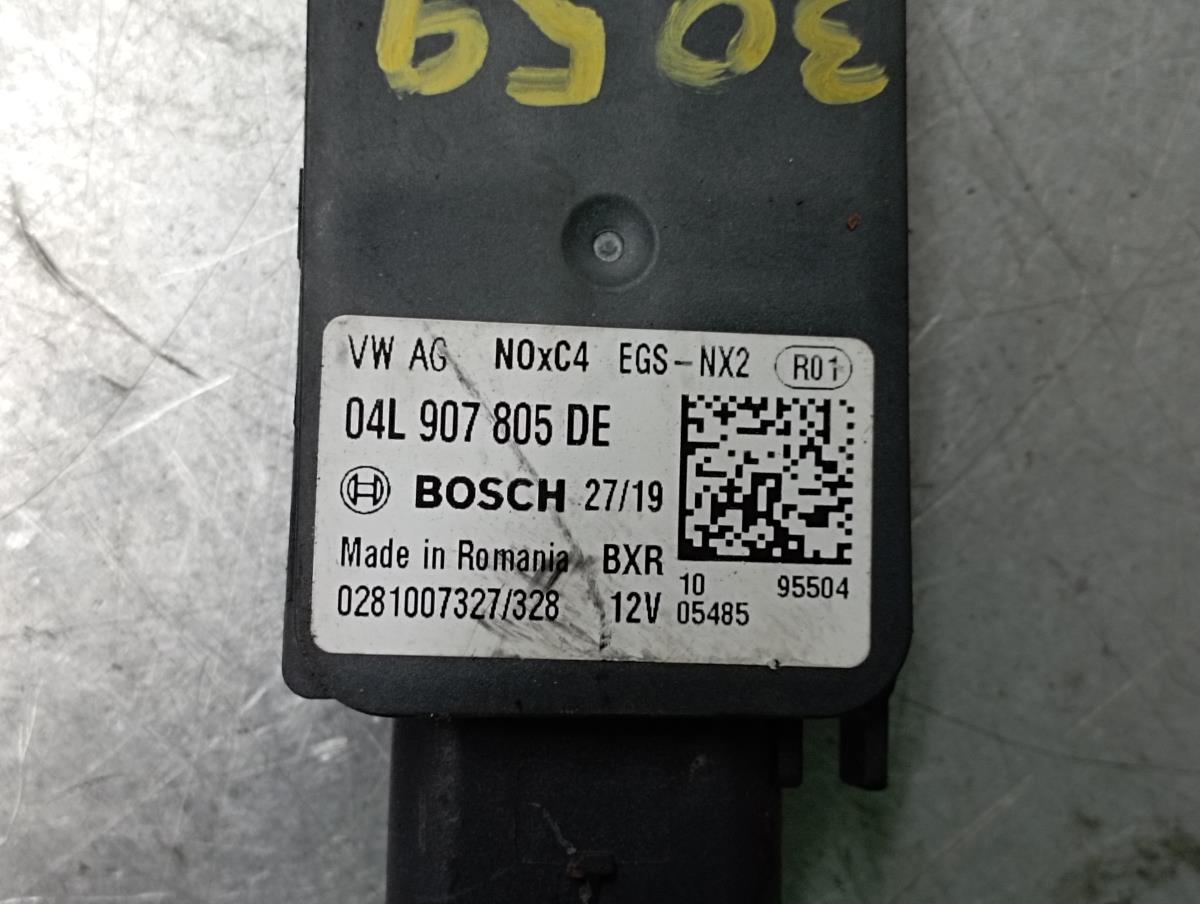 3059
VW AG NOxC4 EGS-NX2 R01
04L 907 805 DE
BOSCH 27/19
Made in Romania BXR
10 95504
0281007327/328 12V 05485